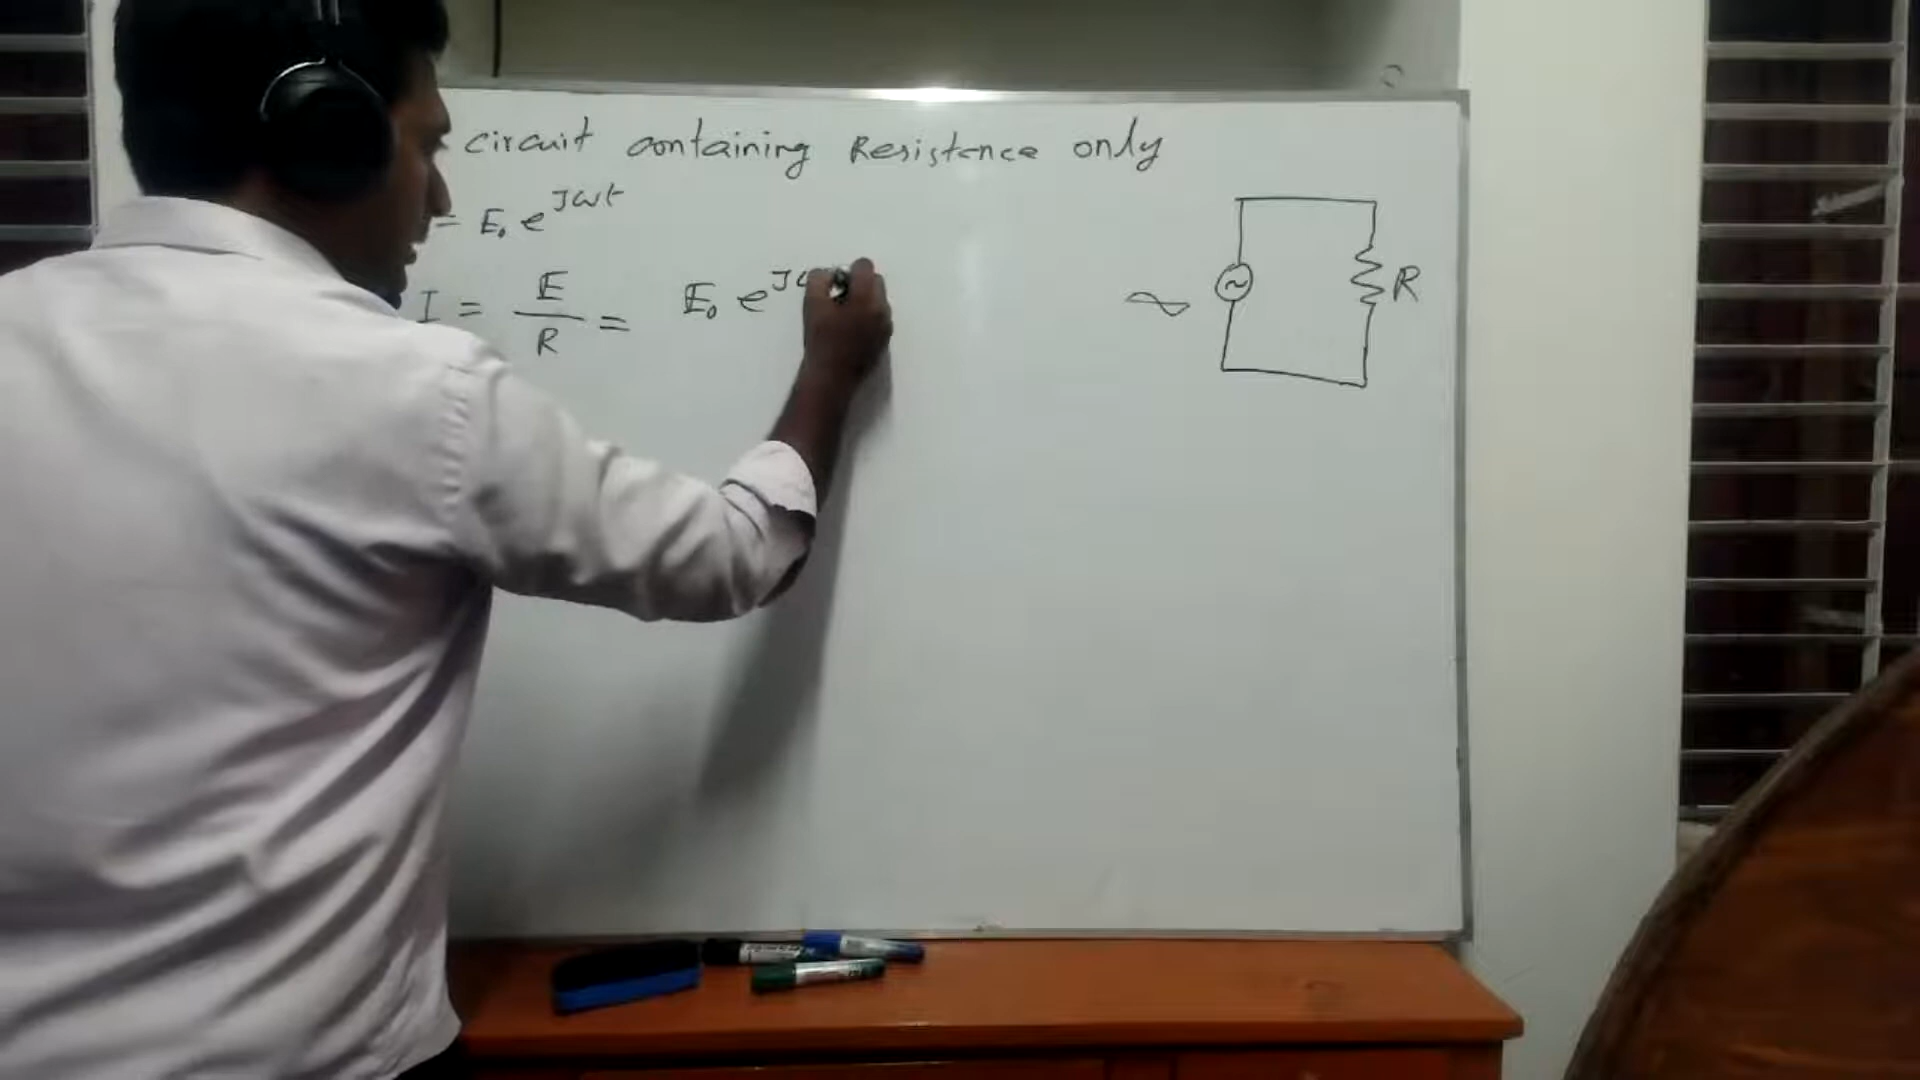 circuit containing Resistance only
= E₀ e^Jωt
I = E/R = E₀ e^J
R